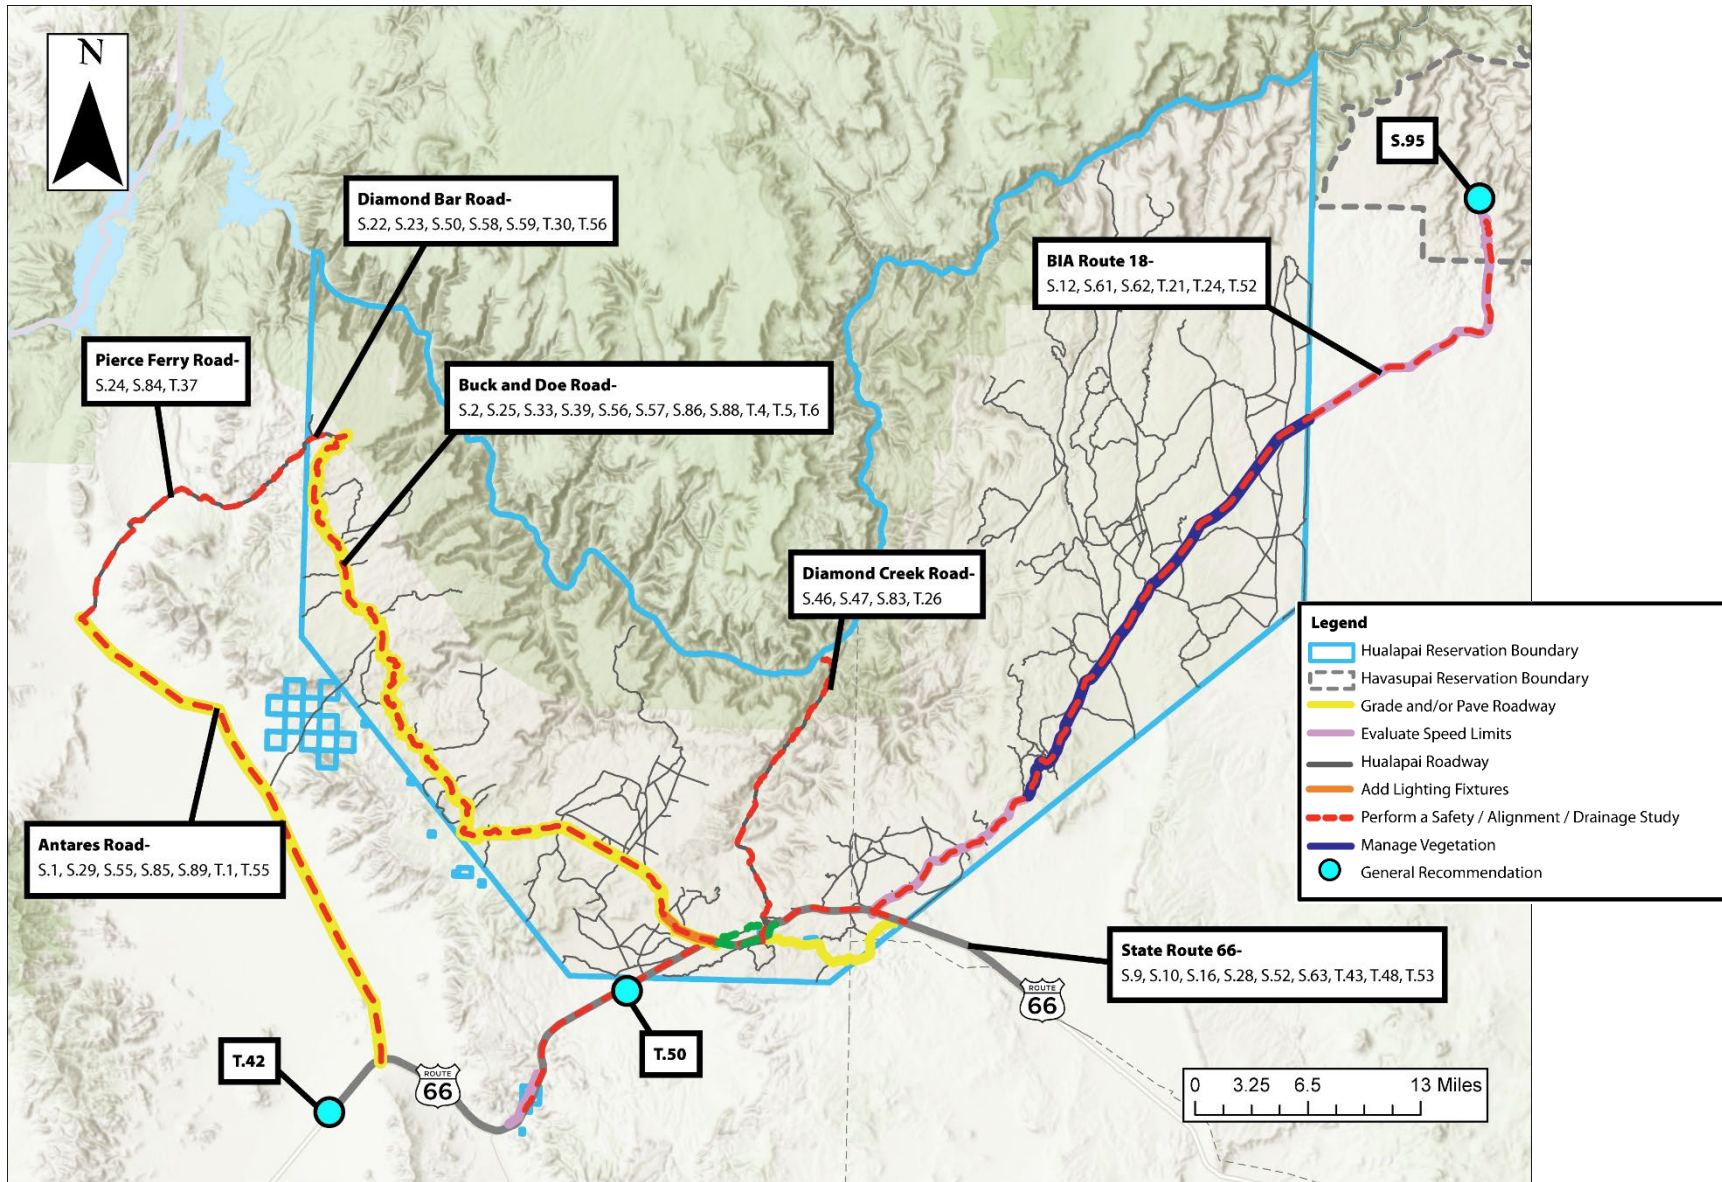 N
S.95
Diamond Bar Road-
S.22, S.23, S.50, S.58, S.59, T.30, T.56
BIA Route 18-
S.12, S.61, S.62, T.21, T.24, T.52
Pierce Ferry Road-
S.24, S.84, T.37
Buck and Doe Road-
S.2, S.25, S.33, S.39, S.56, S.57, S.86, S.88, T.4, T.5, T.6
Diamond Creek Road-
S.46, S.47, S.83, T.26
Legend
Hualapai Reservation Boundary
Havasupai Reservation Boundary
Grade and/or Pave Roadway
Evaluate Speed Limits
Hualapai Roadway
Add Lighting Fixtures
Perform a Safety / Alignment / Drainage Study
Manage Vegetation
General Recommendation
Antares Road-
S.1, S.29, S.55, S.85, S.89, T.1, T.55
State Route 66-
S.9, S.10, S.16, S.28, S.52, S.63, T.43, T.48, T.53
ROUTE
66
T.50
T.42
ROUTE
66
0 3.25 6.5 13 Miles